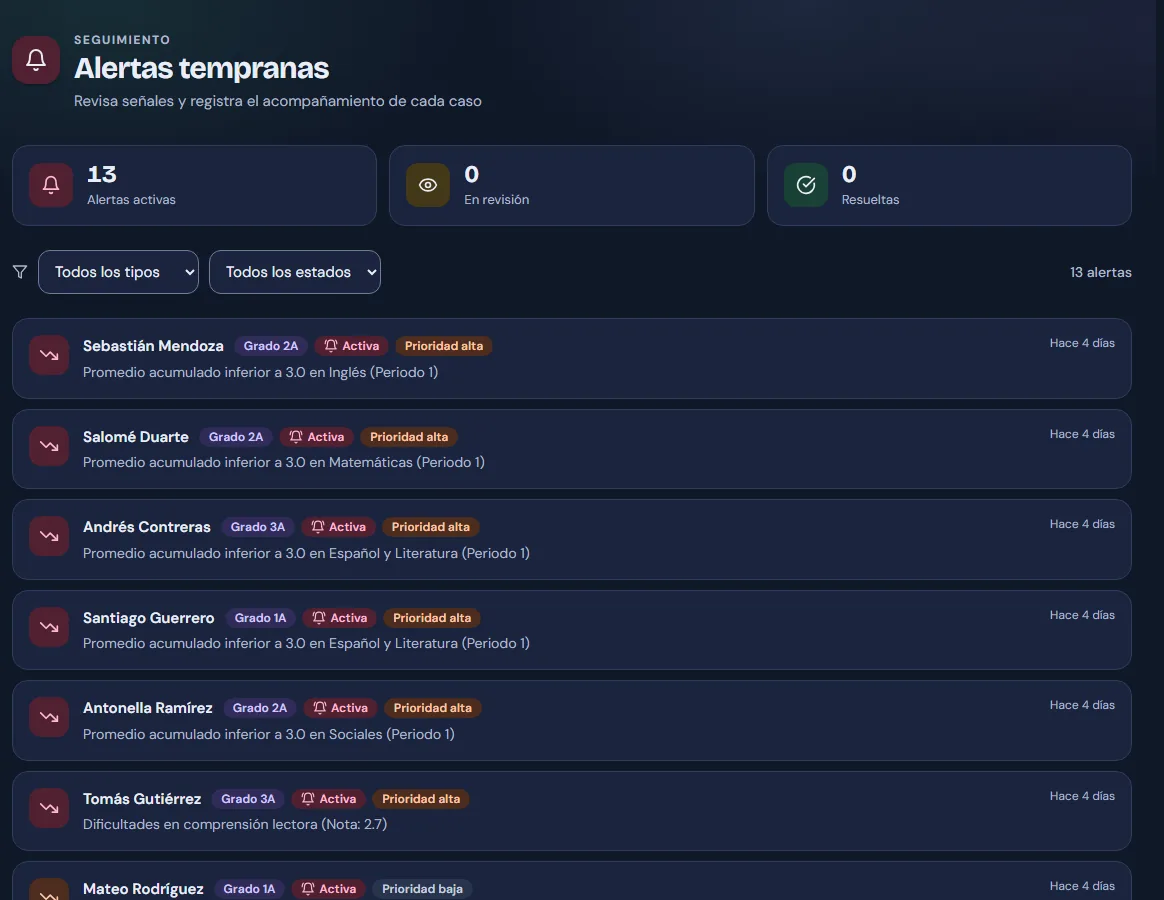 SEGUIMIENTO
Alertas tempranas
Revisa señales y registra el acompañamiento de cada caso
13
Alertas activas
0
En revisión
0
Resueltas
Todos los tipos
Todos los estados
13 alertas
Sebastián Mendoza Grado 2A Activa Prioridad alta Hace 4 días
Promedio acumulado inferior a 3.0 en Inglés (Periodo 1)
Salomé Duarte Grado 2A Activa Prioridad alta Hace 4 días
Promedio acumulado inferior a 3.0 en Matemáticas (Periodo 1)
Andrés Contreras Grado 3A Activa Prioridad alta Hace 4 días
Promedio acumulado inferior a 3.0 en Español y Literatura (Periodo 1)
Santiago Guerrero Grado 1A Activa Prioridad alta Hace 4 días
Promedio acumulado inferior a 3.0 en Español y Literatura (Periodo 1)
Antonella Ramírez Grado 2A Activa Prioridad alta Hace 4 días
Promedio acumulado inferior a 3.0 en Sociales (Periodo 1)
Tomás Gutiérrez Grado 3A Activa Prioridad alta Hace 4 días
Dificultades en comprensión lectora (Nota: 2.7)
Mateo Rodríguez Grado 1A Activa Prioridad baja Hace 4 días